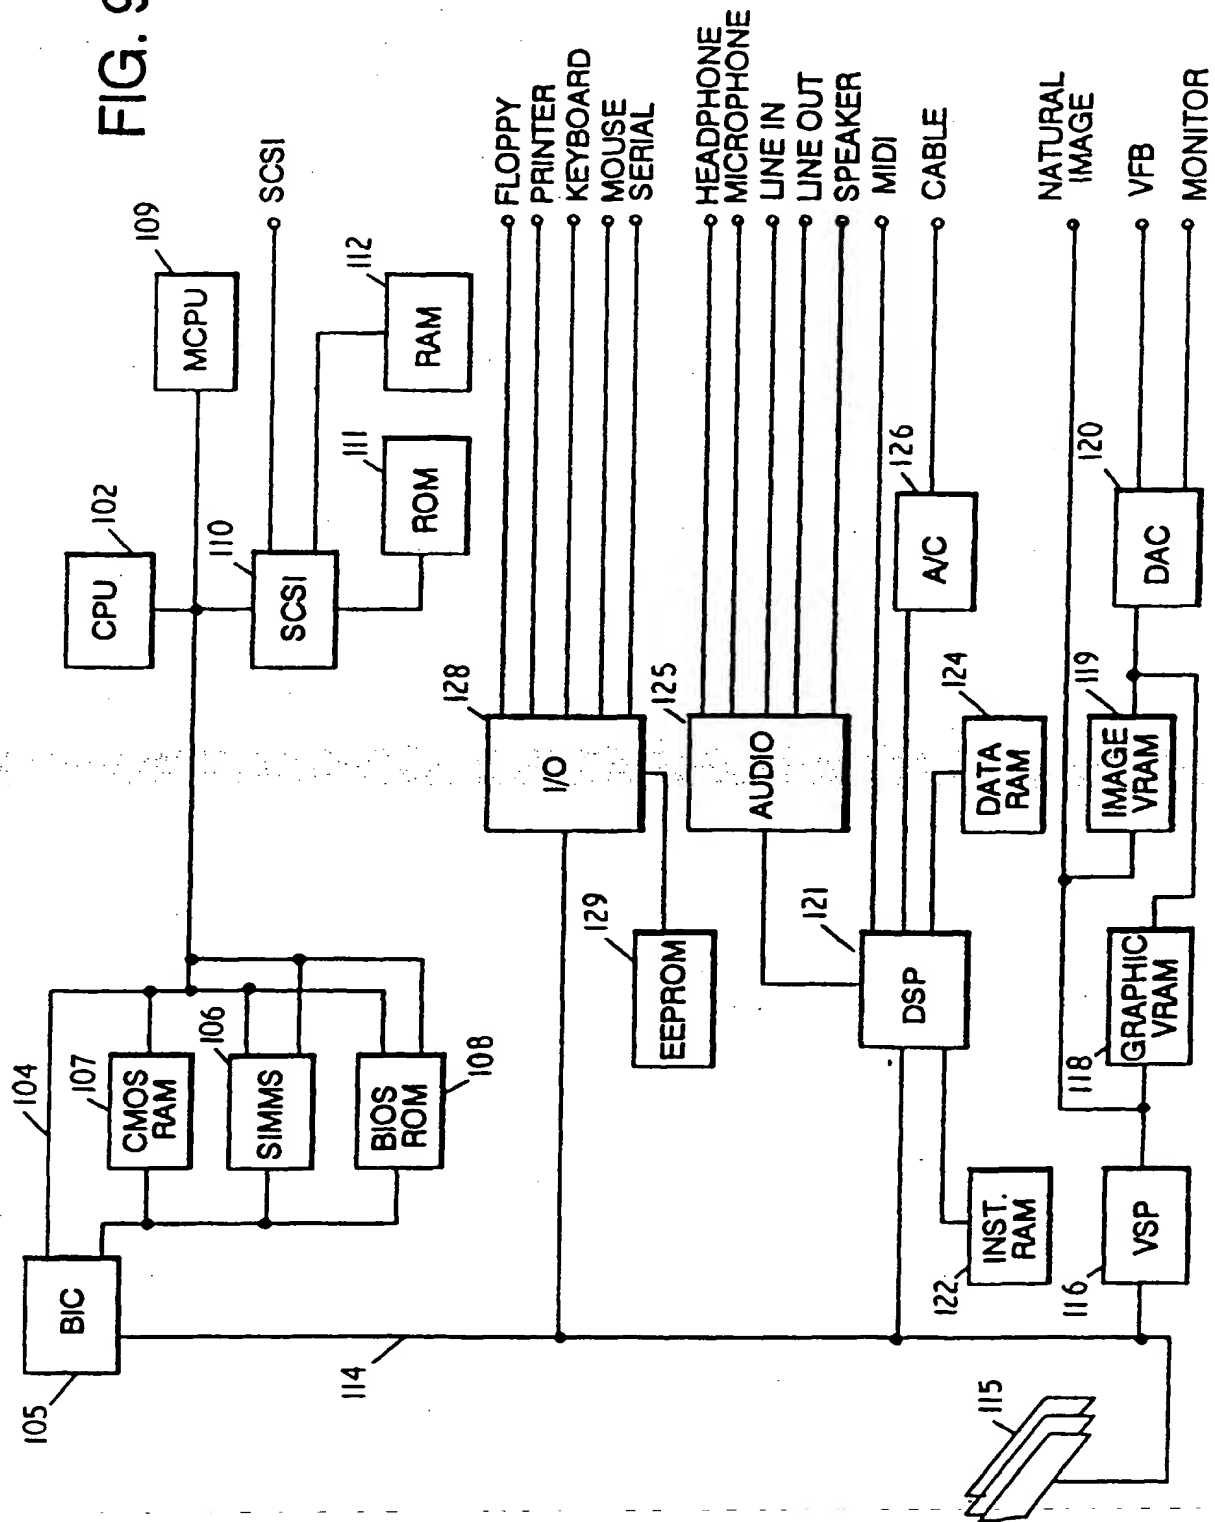 FIG. 9
105
BIC
104
107
CMOS
RAM
106
SIMMS
BIOS
ROM
108
CPU
102
MCPU
109
110
SCSI
SCSI
111
ROM
112
RAM
114
128
I/O
FLOPPY
PRINTER
KEYBOARD
MOUSE
SERIAL
129
EEPROM
125
AUDIO
HEADPHONE
MICROPHONE
LINE IN
LINE OUT
SPEAKER
MIDI
121
DSP
126
A/C
CABLE
124
DATA
RAM
122
INST.
RAM
115
116
VSP
118
GRAPHIC
VRAM
119
IMAGE
VRAM
120
DAC
NATURAL
IMAGE
VFB
MONITOR